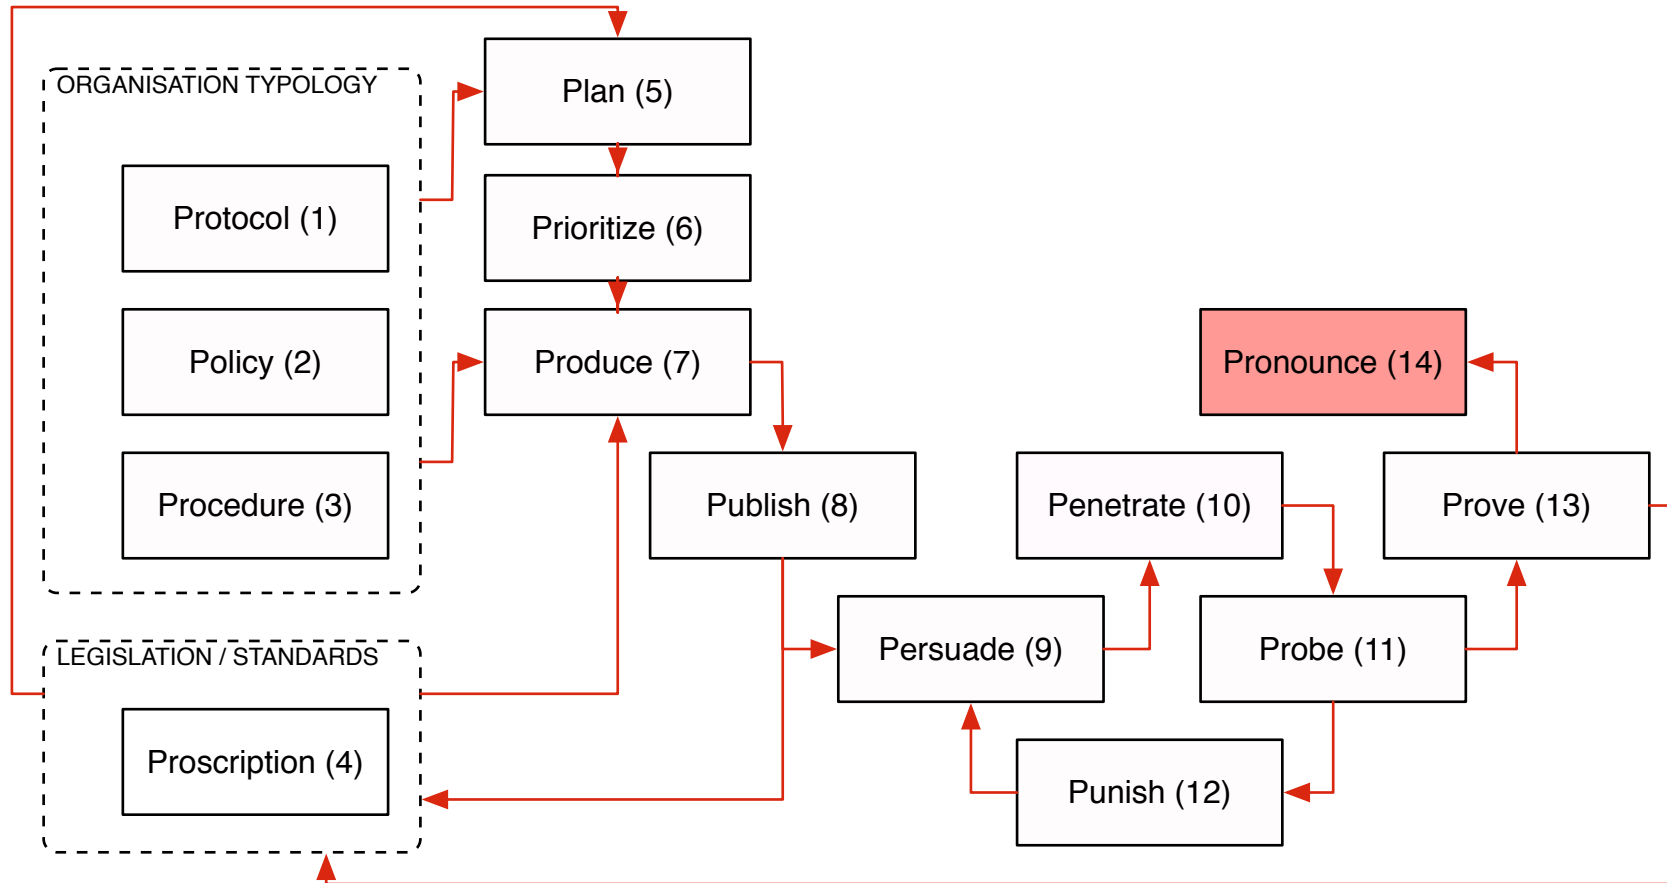 ORGANISATION TYPOLOGY
Protocol (1)
Policy (2)
Procedure (3)
LEGISLATION / STANDARDS
Proscription (4)
Plan (5)
Prioritize (6)
Produce (7)
Publish (8)
Persuade (9)
Penetrate (10)
Probe (11)
Punish (12)
Prove (13)
Pronounce (14)